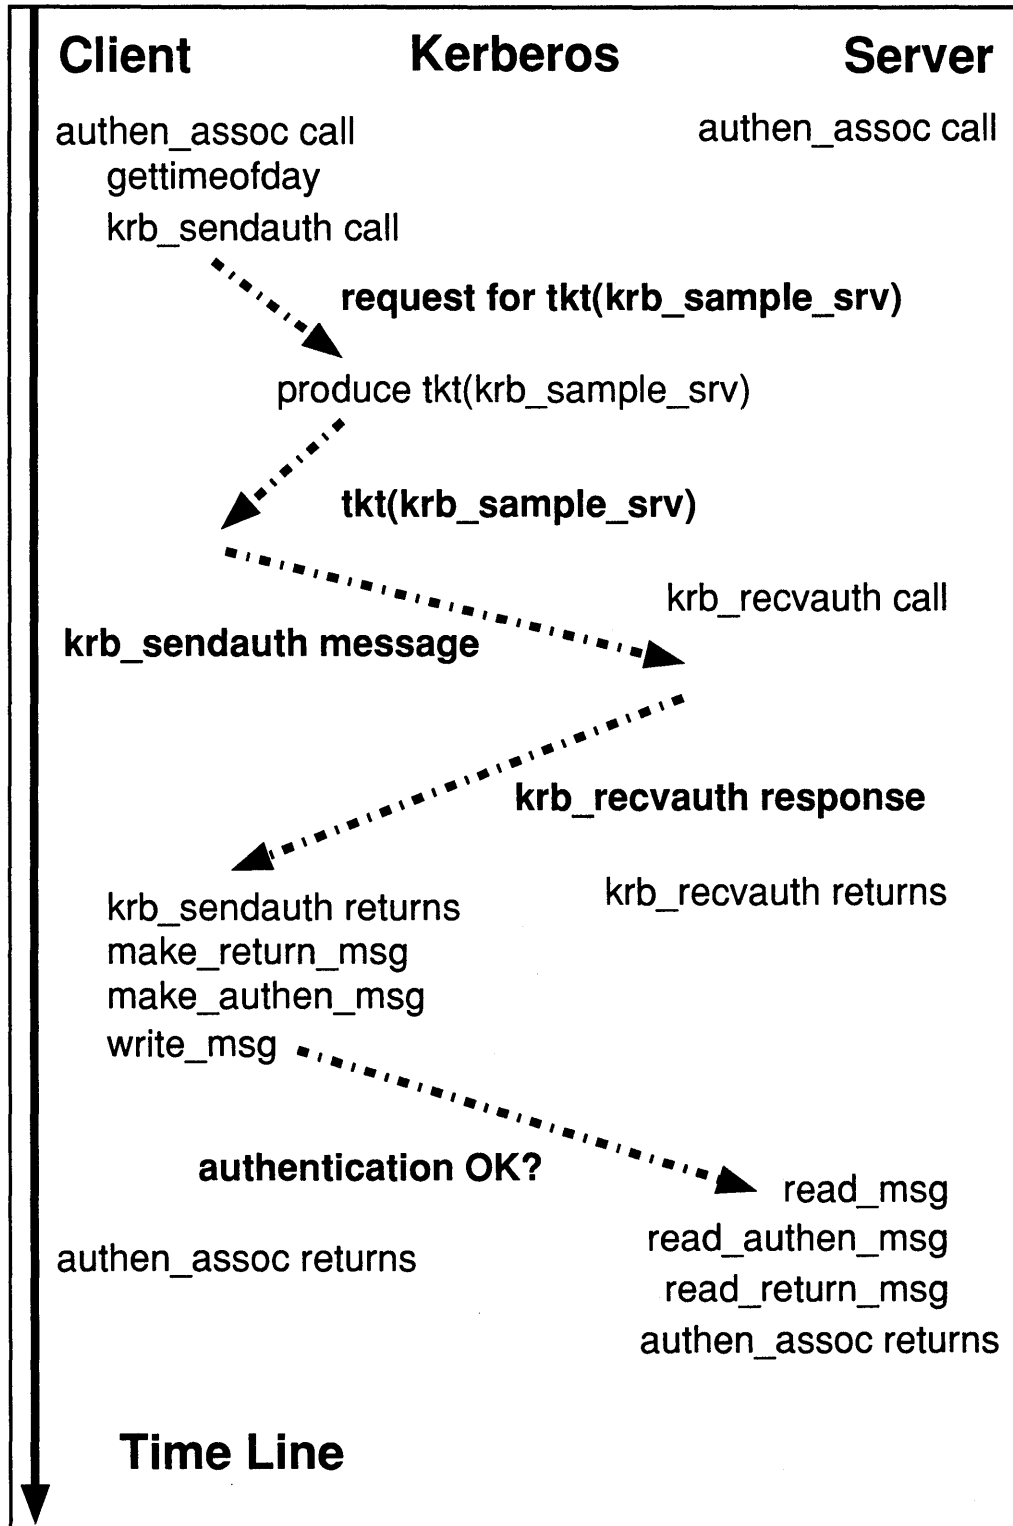 Client Kerberos Server
authen_assoc call authen_assoc call
gettimeofday
krb_sendauth call
request for tkt(krb_sample_srv)
produce tkt(krb_sample_srv)
tkt(krb_sample_srv)
krb_recvauth call
krb_sendauth message
krb_recvauth response
krb_sendauth returns krb_recvauth returns
make_return_msg
make_authen_msg
write_msg
authentication OK?
read_msg
read_authen_msg
authen_assoc returns
read_return_msg
authen_assoc returns
Time Line